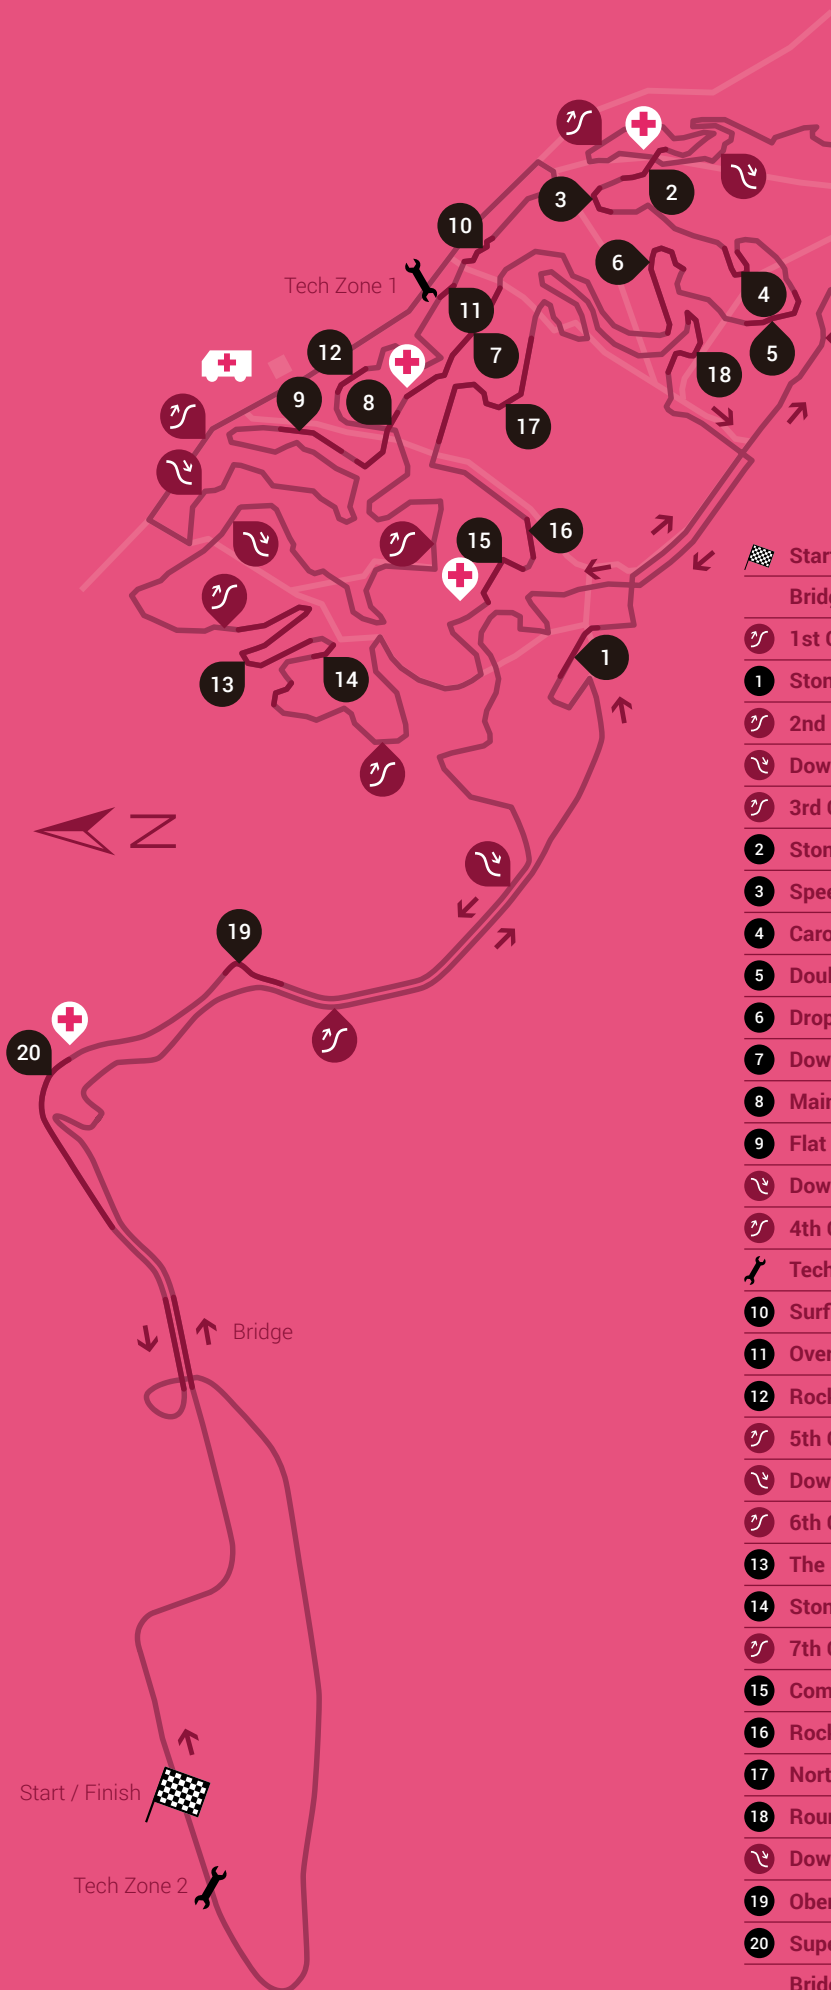 2
3
10
6
Tech Zone 1
4
11
12
7
5
18
9
8
17
16
15
1
13
14
N
19
20
Bridge
Start / Finish
Tech Zone 2
Star
Bridg
1st
1 Ston
2nd
Dow
3rd
2 Ston
3 Spee
4 Caro
5 Doul
6 Drop
7 Dow
8 Mair
9 Flat
Dow
4th
Tech
10 Surf
11 Over
12 Rock
5th
Dow
6th
13 The
14 Ston
7th
15 Com
16 Rock
17 Nort
18 Rour
Dow
19 Ober
20 Supe
Bridg